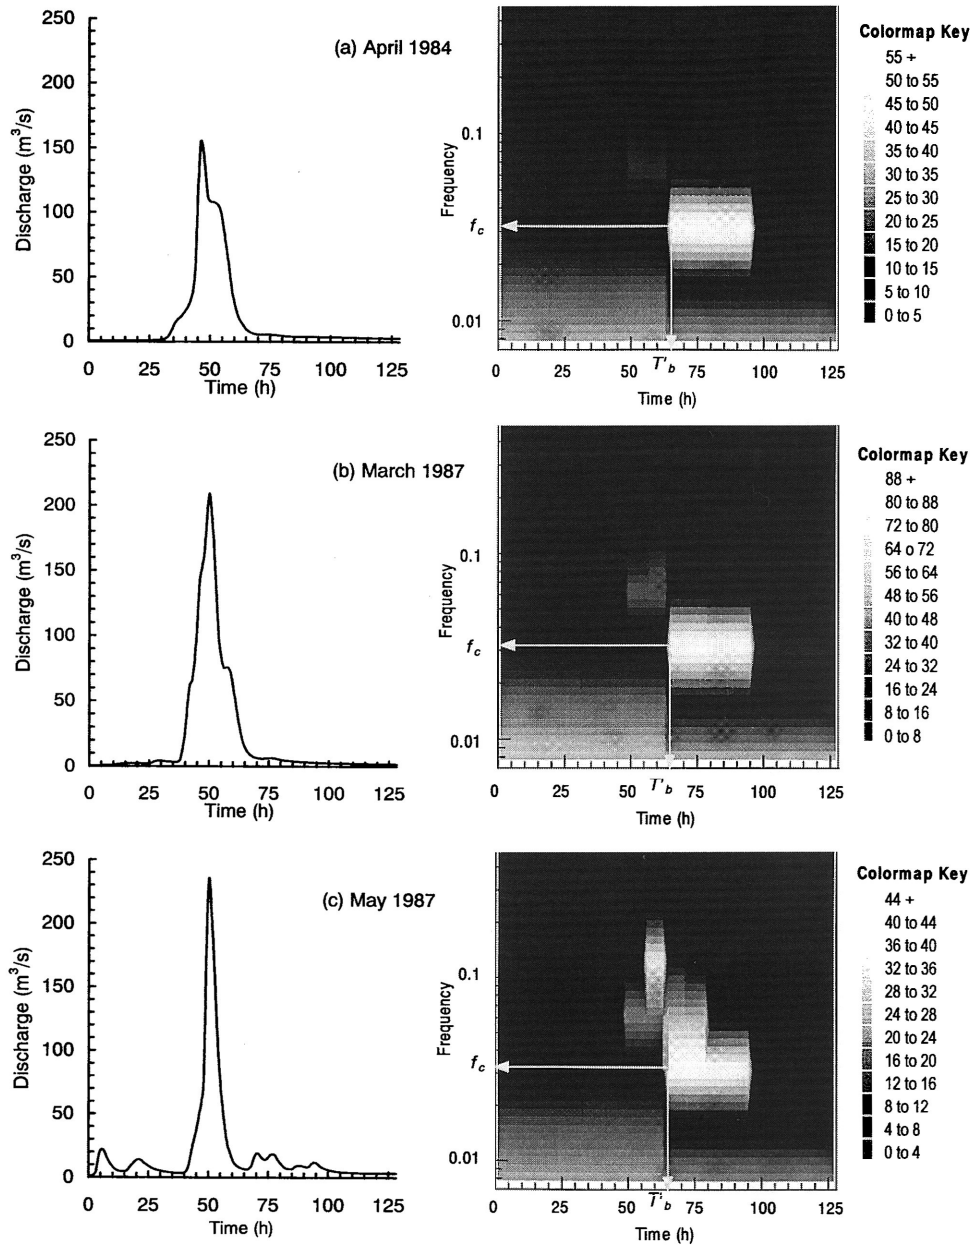 (a) April 1984
Discharge (m³/s)
250
200
150
100
50
0
0 25 50 75 100 125
Time (h)
Frequency
0.1
f_c
0.01
0 25 50 T'_b 75 100 125
Time (h)
Colormap Key
55 +
50 to 55
45 to 50
40 to 45
35 to 40
30 to 35
25 to 30
20 to 25
15 to 20
10 to 15
5 to 10
0 to 5
(b) March 1987
Discharge (m³/s)
250
200
150
100
50
0
0 25 50 75 100 125
Time (h)
Frequency
0.1
f_c
0.01
0 25 50 T'_b 75 100 125
Time (h)
Colormap Key
88 +
80 to 88
72 to 80
64 o 72
56 to 64
48 to 56
40 to 48
32 to 40
24 to 32
16 to 24
8 to 16
0 to 8
(c) May 1987
Discharge (m³/s)
250
200
150
100
50
0
0 25 50 75 100 125
Time (h)
Frequency
0.1
f_c
0.01
0 25 50 T'_b 75 100 125
Time (h)
Colormap Key
44 +
40 to 44
36 to 40
32 to 36
28 to 32
24 to 28
20 to 24
16 to 20
12 to 16
8 to 12
4 to 8
0 to 4